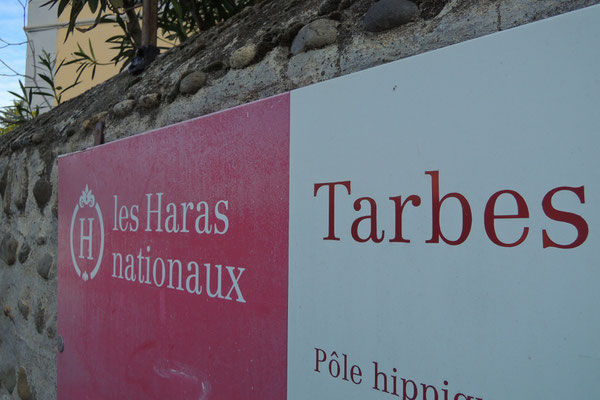 H
les Haras
nationaux
Tarbes
Pôle